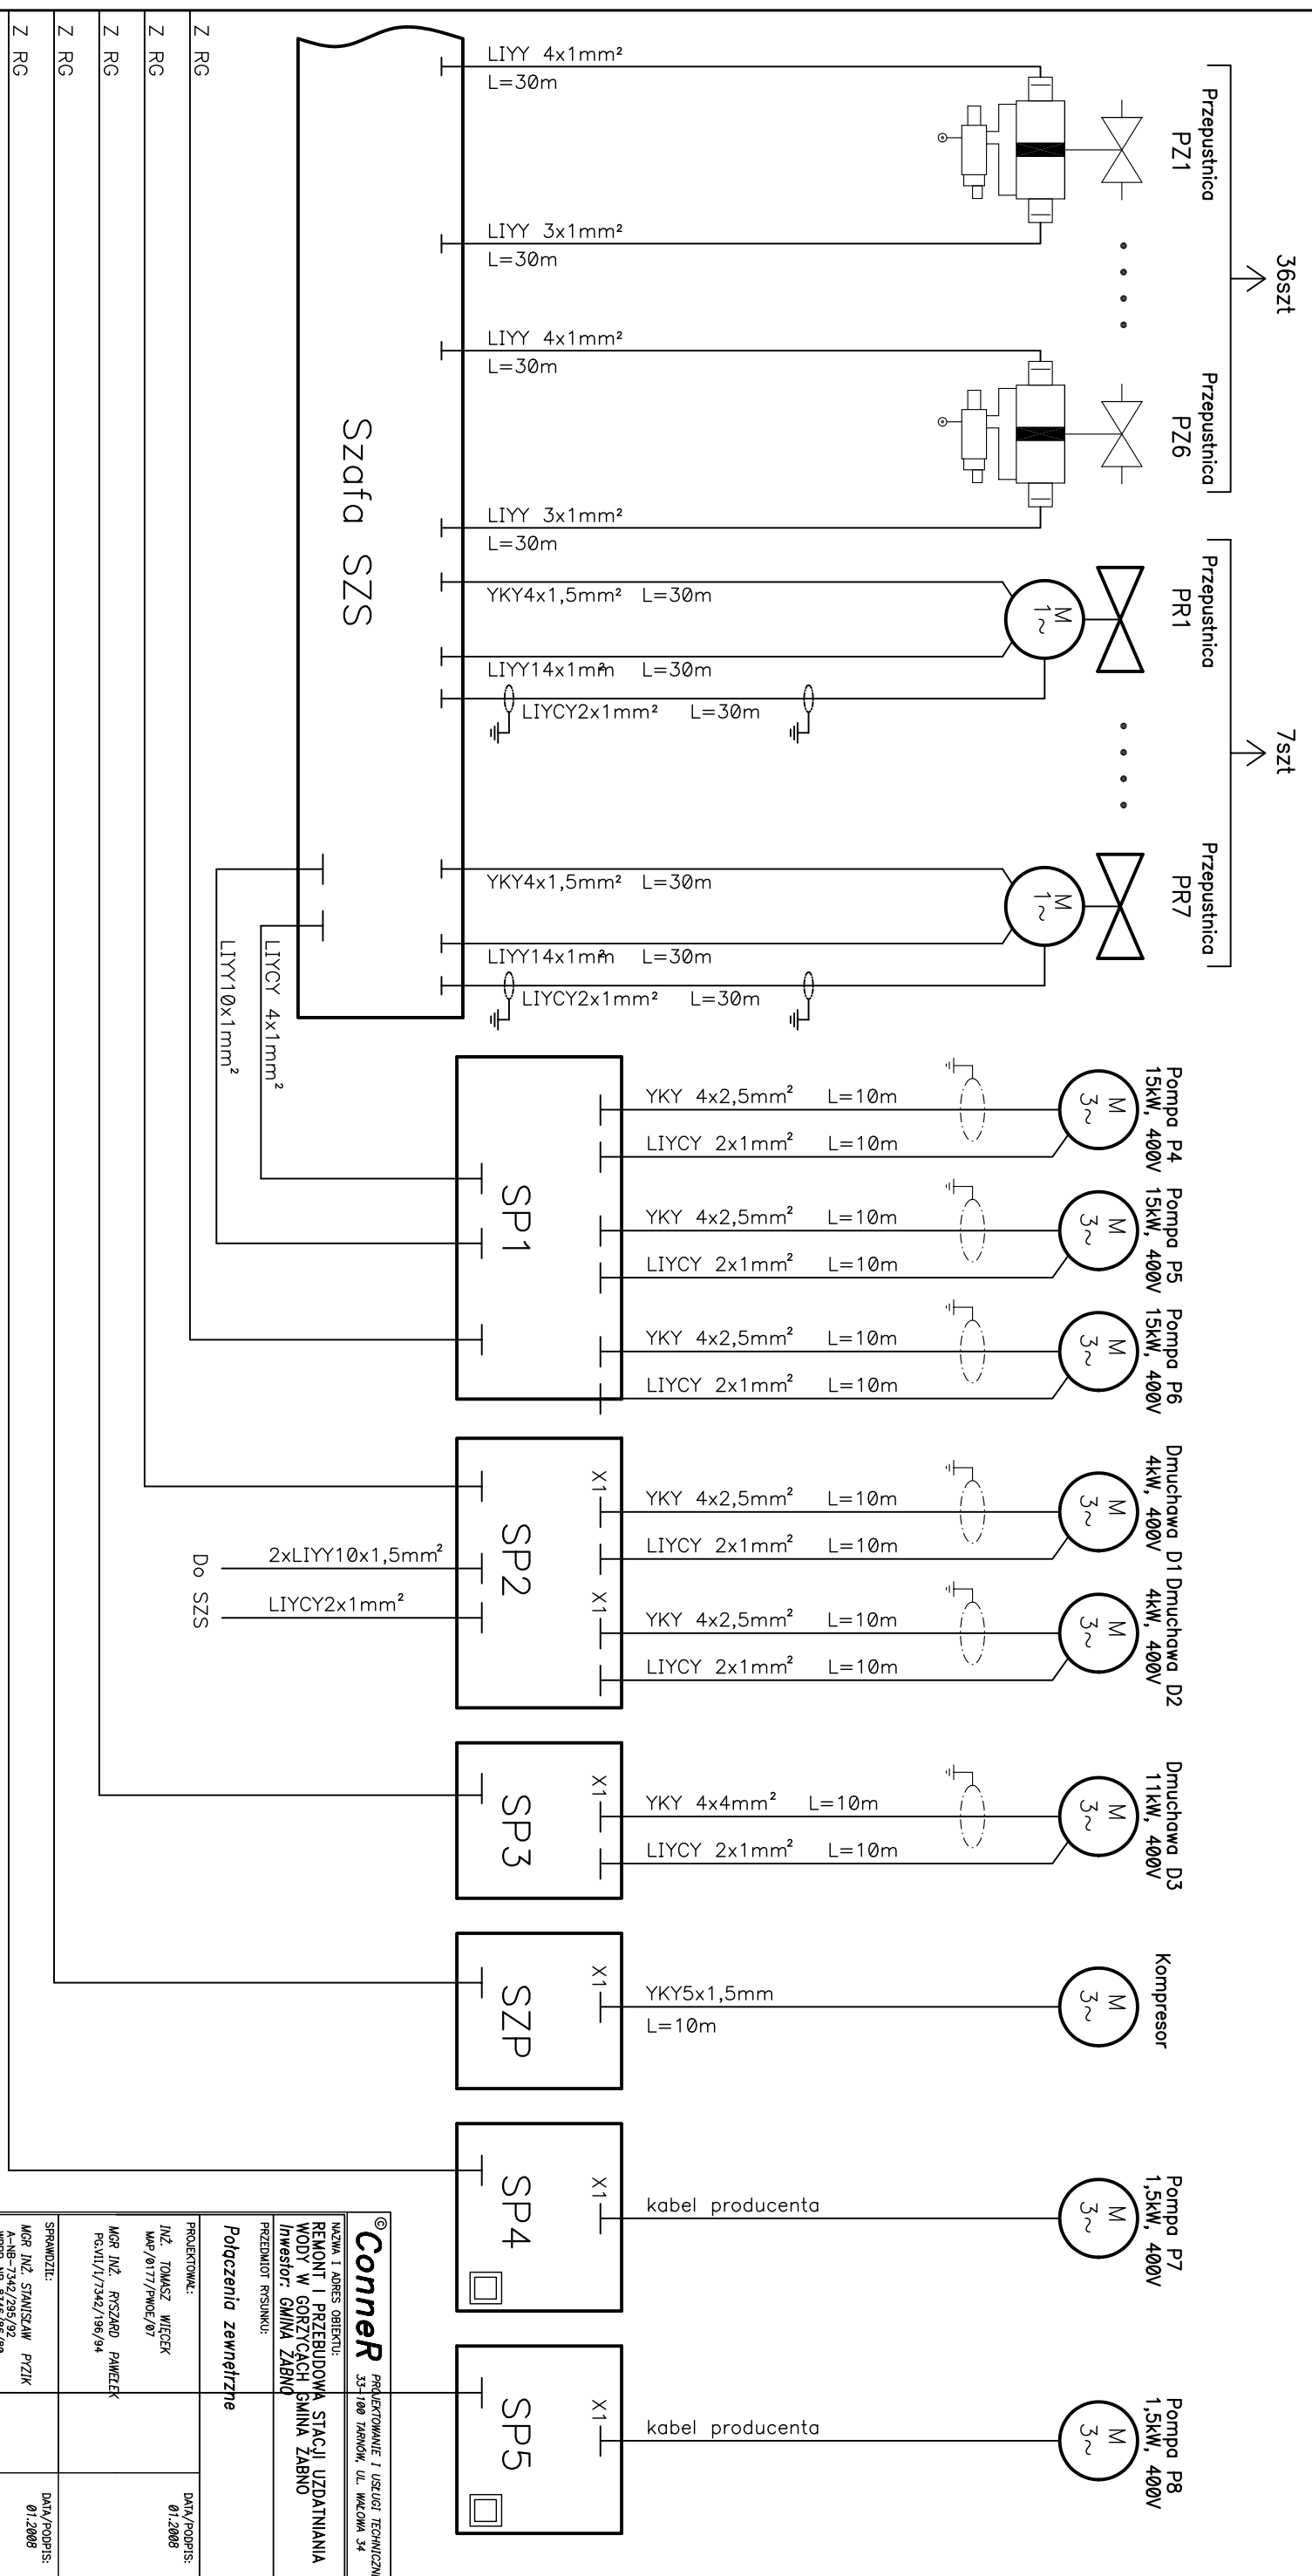 36szt
7szt
Przepustnica
PZ1
Przepustnica
PZ6
Przepustnica
PR1
Przepustnica
PR7
LIYY 4x1mm²
L=30m
LIYY 3x1mm²
L=30m
LIYY 4x1mm²
L=30m
LIYY 3x1mm²
L=30m
M
1~
YKY4x1,5mm² L=30m
LIYY14x1mm² L=30m
LIYCY2x1mm² L=30m
M
1~
YKY4x1,5mm² L=30m
LIYY14x1mm² L=30m
LIYCY2x1mm² L=30m
Szafa SZS
LIYCY 4x1mm²
LIYY10x1mm²
Pompa P4
15kW, 400V
M
3~
YKY 4x2,5mm² L=10m
LIYCY 2x1mm² L=10m
Pompa P5
15kW, 400V
M
3~
YKY 4x2,5mm² L=10m
LIYCY 2x1mm² L=10m
Pompa P6
15kW, 400V
M
3~
YKY 4x2,5mm² L=10m
LIYCY 2x1mm² L=10m
SP1
Dmuchawa D1
4kW, 400V
M
3~
X1
YKY 4x2,5mm² L=10m
LIYCY 2x1mm² L=10m
Dmuchawa D2
4kW, 400V
M
3~
X1
YKY 4x2,5mm² L=10m
LIYCY 2x1mm² L=10m
SP2
2xLIYY10x1,5mm²
LIYCY2x1mm²
Do SZS
Dmuchawa D3
11kW, 400V
M
3~
X1
YKY 4x4mm² L=10m
LIYCY 2x1mm² L=10m
SP3
Kompresor
M
3~
X1
YKY5x1,5mm
L=10m
SZP
Pompa P7
1,5kW, 400V
M
3~
X1
kabel producenta
SP4
Pompa P8
1,5kW, 400V
M
3~
X1
kabel producenta
SP5
Z RG
Z RG
Z RG
Z RG
Z RG
© ConneR PROJEKTOWANIE I USŁUGI TECHNICZNE
33-100 TARNÓW, UL. WAŁOWA 34
NAZWA I ADRES OBIEKTU:
REMONT I PRZEBUDOWA STACJI UZDATNIANIA
WODY W GORZYCACH GMINA ŻABNO
Inwestor: GMINA ŻABNO
PRZEDMIOT RYSUNKU:
Połączenia zewnętrzne
PROJEKTOWAŁ:
DATA/PODPIS:
INŻ. TOMASZ WIĘCEK
01.2008
MAP/0177/PWOE/07
MGR INŻ. RYSZARD PAWEŁEK
PG.VII/1/7342/196/94
SPRAWDZIŁ:
DATA/PODPIS:
MGR INŻ. STANISŁAW PYZIK
01.2008
A-NB-7342/295/92